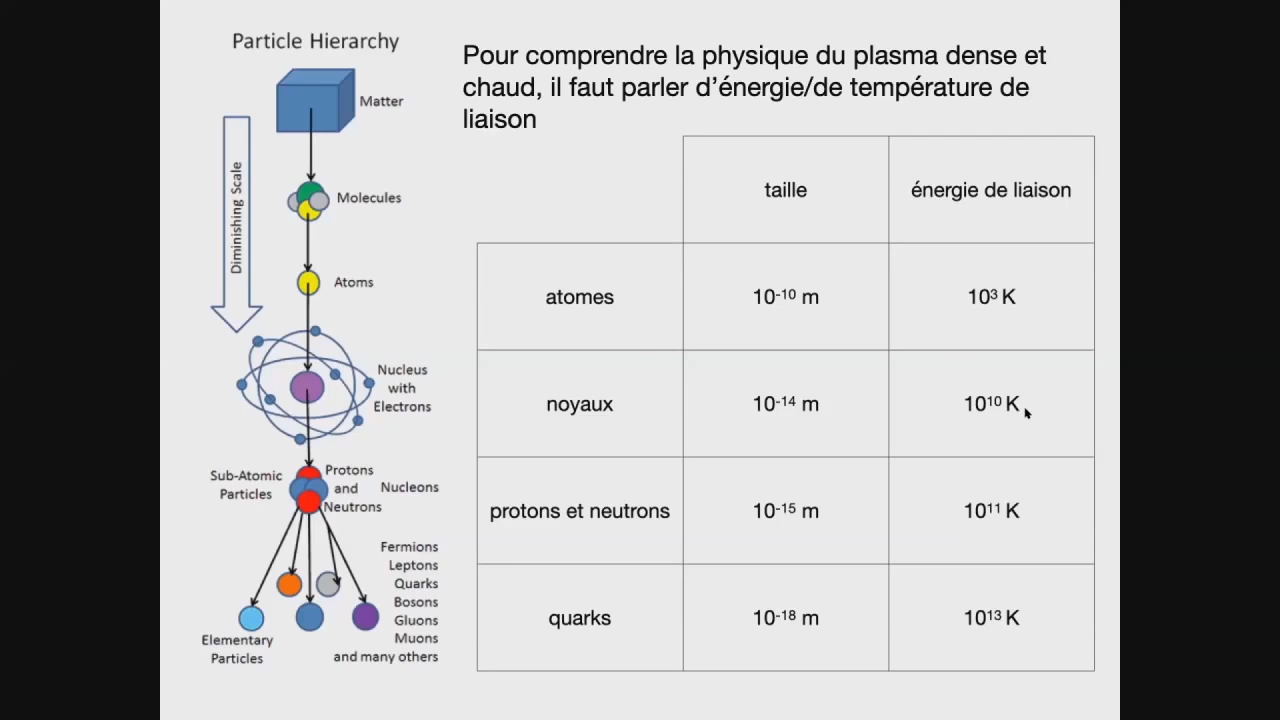 Particle Hierarchy
Matter
Diminishing Scale
Molecules
Atoms
Nucleus
with
Electrons
Sub-Atomic
Particles
Protons
and
Neutrons
Nucleons
Fermions
Leptons
Quarks
Bosons
Gluons
Muons
and many others
Elementary
Particles
Pour comprendre la physique du plasma dense et
chaud, il faut parler d’énergie/de température de
liaison
taille énergie de liaison
atomes 10⁻¹⁰ m 10³ K
noyaux 10⁻¹⁴ m 10¹⁰ K
protons et neutrons 10⁻¹⁵ m 10¹¹ K
quarks 10⁻¹⁸ m 10¹³ K